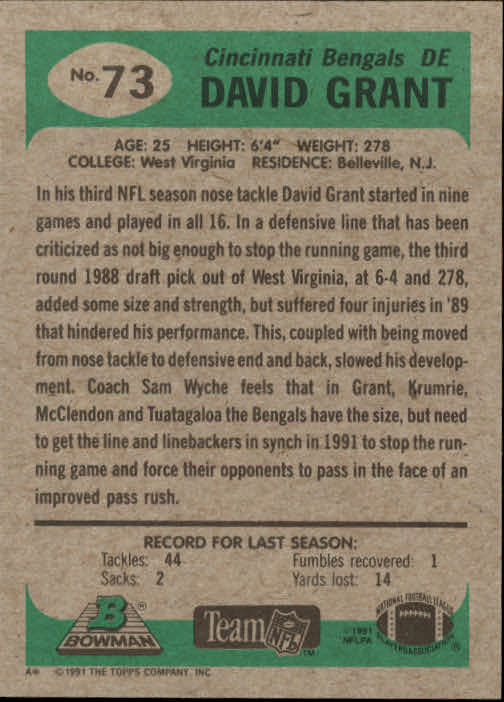 No. 73
Cincinnati Bengals DE
DAVID GRANT
AGE: 25 HEIGHT: 6'4" WEIGHT: 278
COLLEGE: West Virginia RESIDENCE: Belleville, N.J.
In his third NFL season nose tackle David Grant started in nine
games and played in all 16. In a defensive line that has been
criticized as not big enough to stop the running game, the third
round 1988 draft pick out of West Virginia, at 6-4 and 278,
added some size and strength, but suffered four injuries in '89
that hindered his performance. This, coupled with being moved
from nose tackle to defensive end and back, slowed his develop-
ment. Coach Sam Wyche feels that in Grant, Krumrie,
McClendon and Tuatagaloa the Bengals have the size, but need
to get the line and linebackers in synch in 1991 to stop the run-
ning game and force their opponents to pass in the face of an
improved pass rush.
RECORD FOR LAST SEASON:
Tackles: 44 Fumbles recovered: 1
Sacks: 2 Yards lost: 14
B ®
BOWMAN
Team NFL ™
© 1991
NFLPA
NATIONAL FOOTBALL LEAGUE
PLAYERS ASSOCIATION ®
A* © 1991 THE TOPPS COMPANY, INC.